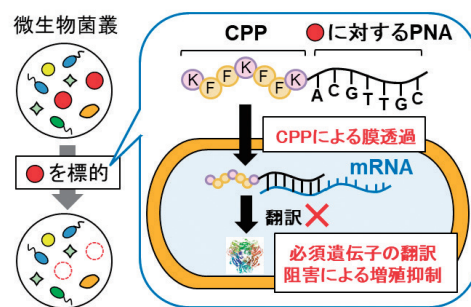 微生物菌叢
CPP
●に対するPNA
K F F K F F K
A C G T T G C
CPPによる膜透過
●を標的
mRNA
翻訳
必須遺伝子の翻訳
阻害による増殖抑制